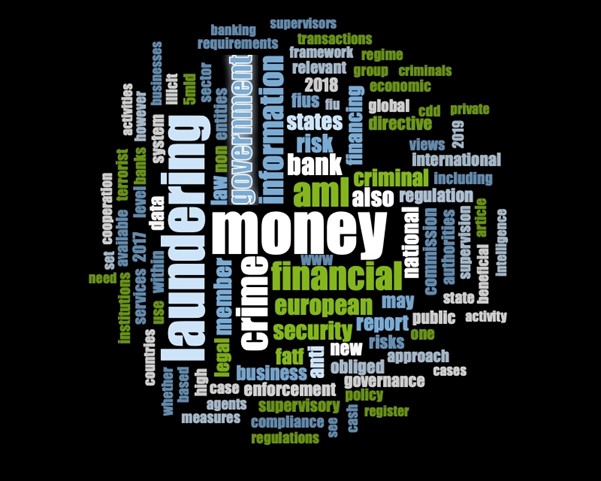 supervisors
banking
transactions
requirements
framework
regime
businesses
illicit
5mld
sector
government
information
relevant
group
criminals
2018
economic
fius
fiu
financing
global
cdd
private
activities
however
system
entities
states
directive
risk
views
2019
law
non
bank
international
cooperation
terrorist
banks
laundering
aml
criminal
including
also
regulation
level
data
money
national
commission
authorities
supervision
article
beneficial
intelligence
set
available
2017
within
www
need
institutions
services
use
member
crime
financial
european
may
state
legal
security
report
public
activity
countries
risks
one
fatf
anti
new
approach
whether
based
high
business
obliged
cases
case
enforcement
governance
policy
agents
supervisory
register
measures
compliance
see
cash
regulations